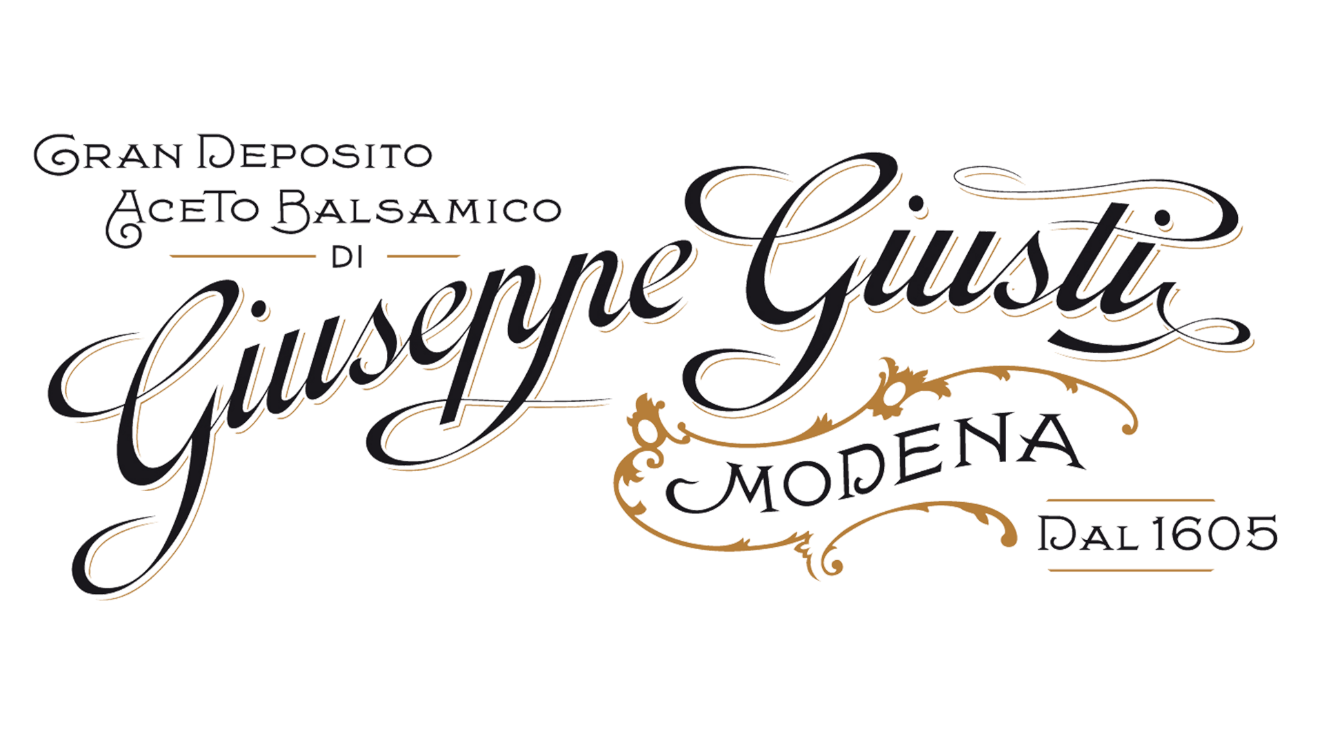 Gran Deposito
Aceto Balsamico
di
Giuseppe Giusti
Modena
Dal 1605